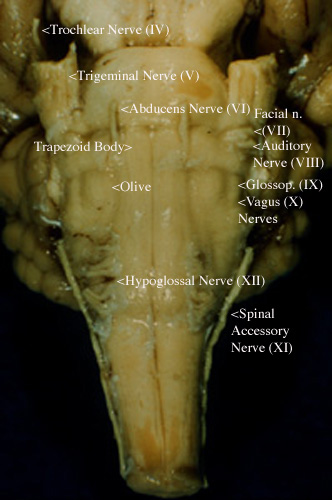 <Trochlear Nerve (IV)
<Trigeminal Nerve (V)
<Abducens Nerve (VI)
Facial n.
<(VII)
Trapezoid Body>
<Auditory
Nerve (VIII)
<Olive
<Glossop. (IX)
<Vagus (X)
Nerves
<Hypoglossal Nerve (XII)
<Spinal
Accessory
Nerve (XI)